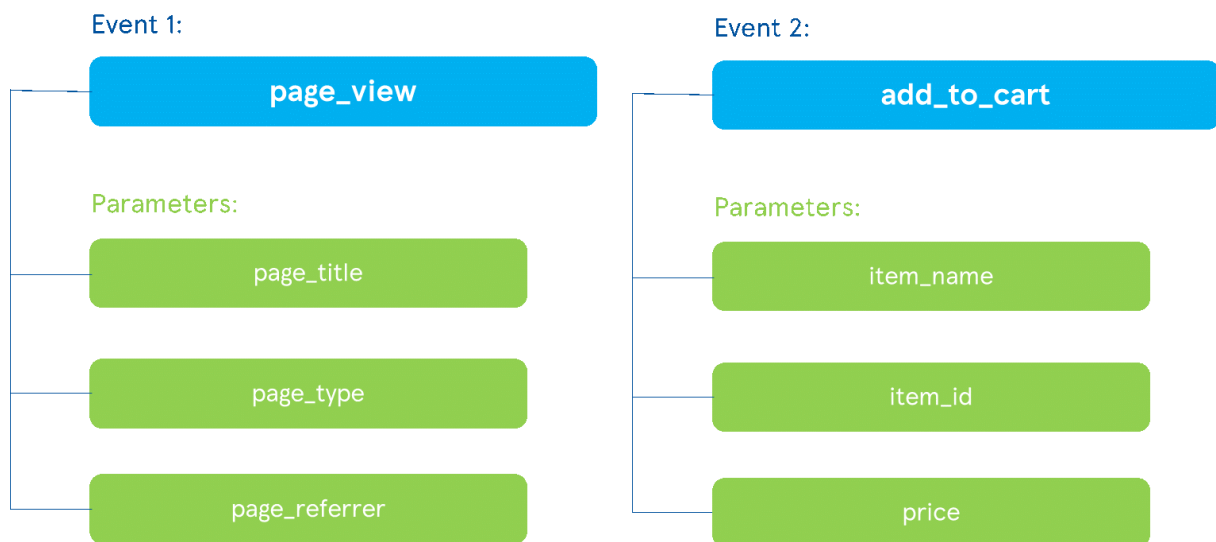 Event 1:
page_view
Parameters:
page_title
page_type
page_referrer
Event 2:
add_to_cart
Parameters:
item_name
item_id
price